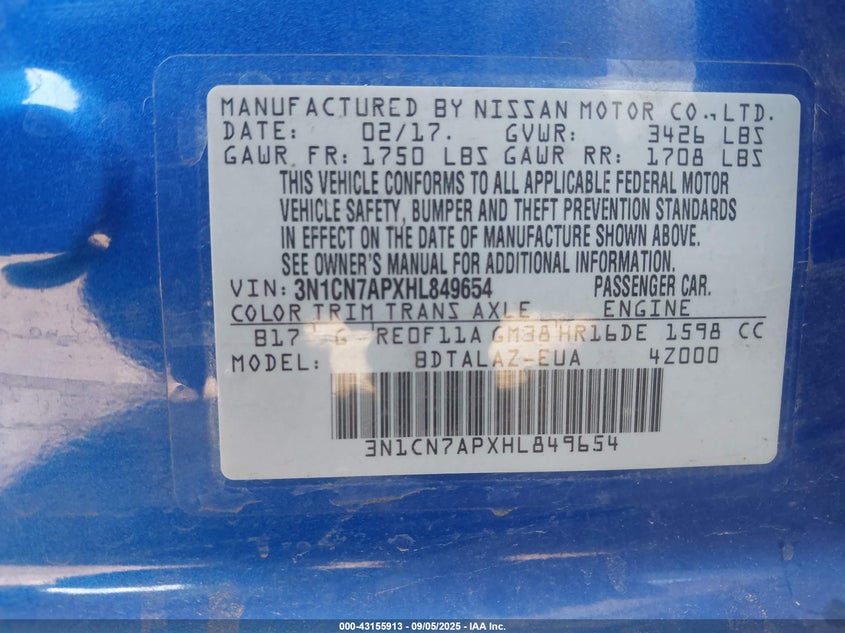 MANUFACTURED BY NISSAN MOTOR CO., LTD.
DATE: 02/17. GVWR: 3426 LBS
GAWR FR: 1750 LBS GAWR RR: 1708 LBS
THIS VEHICLE CONFORMS TO ALL APPLICABLE FEDERAL MOTOR
VEHICLE SAFETY, BUMPER AND THEFT PREVENTION STANDARDS
IN EFFECT ON THE DATE OF MANUFACTURE SHOWN ABOVE.
SEE OWNER'S MANUAL FOR ADDITIONAL INFORMATION.
VIN: 3N1CN7APXHL849654 PASSENGER CAR.
COLOR TRIM TRANS AXLE ENGINE
B17 G RE0F11A GM38 HR16DE 1598 CC
MODEL: BDTALAZ-EUA 4Z000
3N1CN7APXHL849654
000-43155913 - 09/05/2025 - IAA Inc.